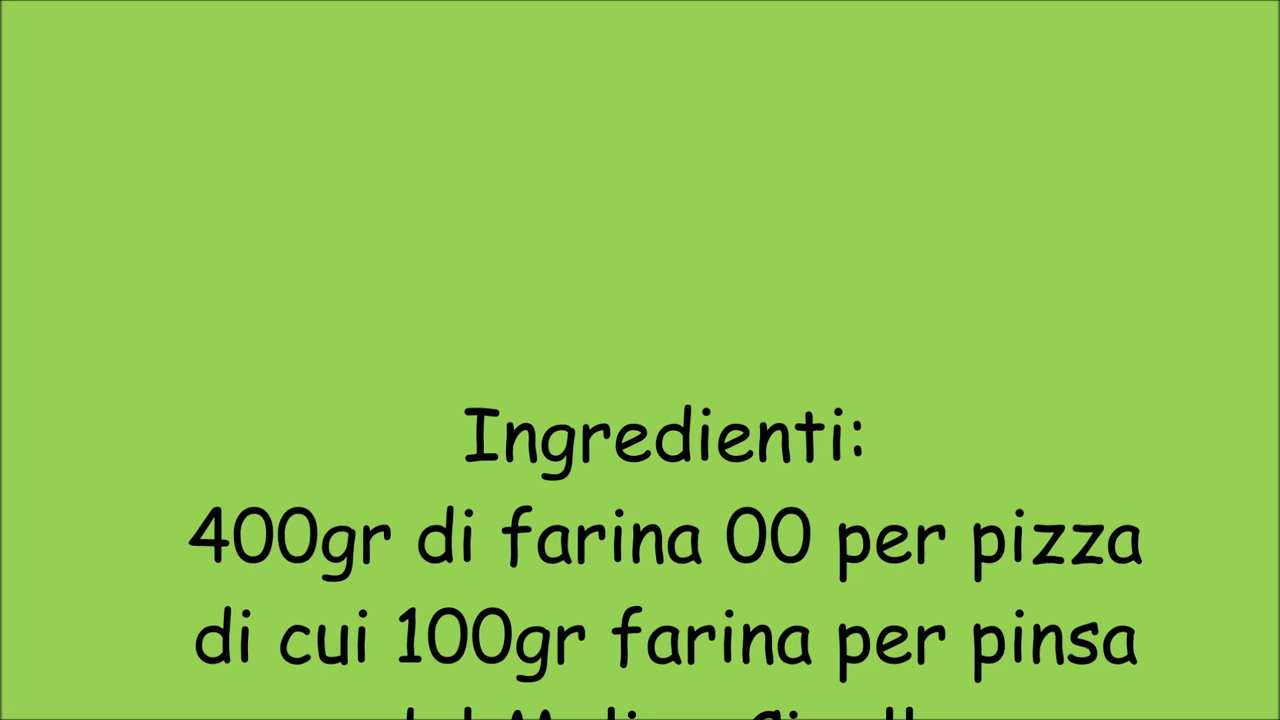 Ingredienti:
400gr di farina 00 per pizza
di cui 100gr farina per pinsa